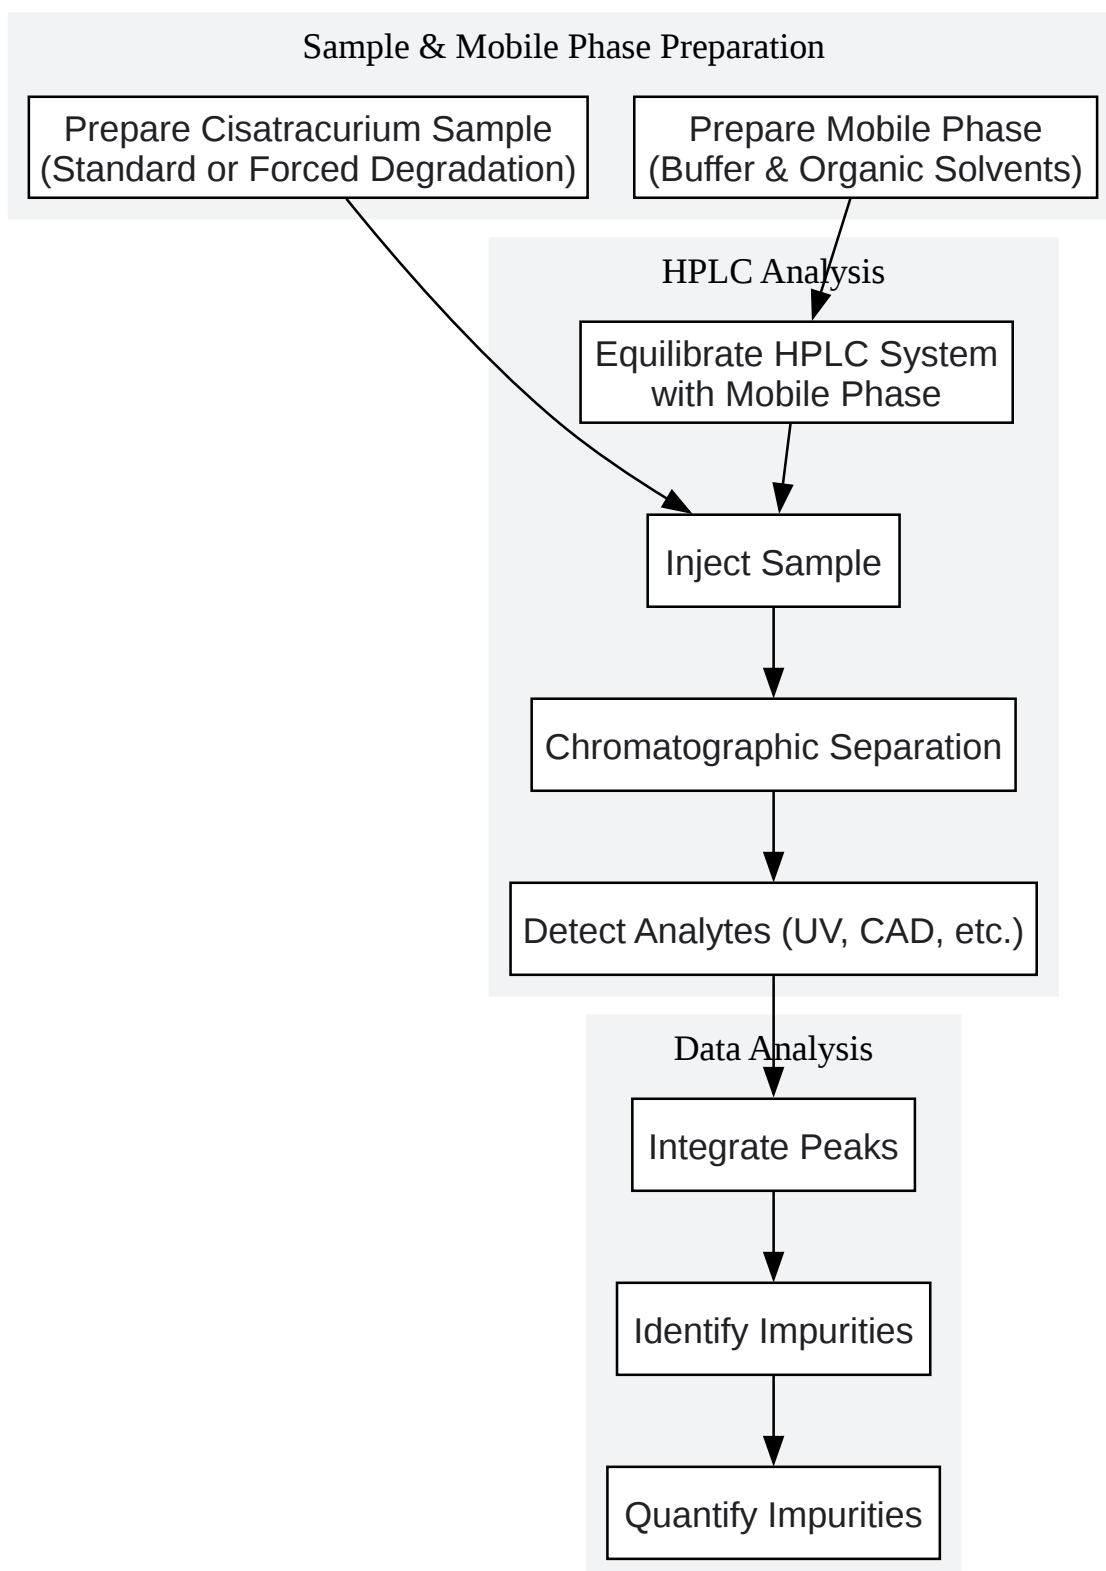 Sample & Mobile Phase Preparation
Prepare Cisatracurium Sample
(Standard or Forced Degradation)
Prepare Mobile Phase
(Buffer & Organic Solvents)
HPLC Analysis
Equilibrate HPLC System
with Mobile Phase
Inject Sample
Chromatographic Separation
Detect Analytes (UV, CAD, etc.)
Data Analysis
Integrate Peaks
Identify Impurities
Quantify Impurities